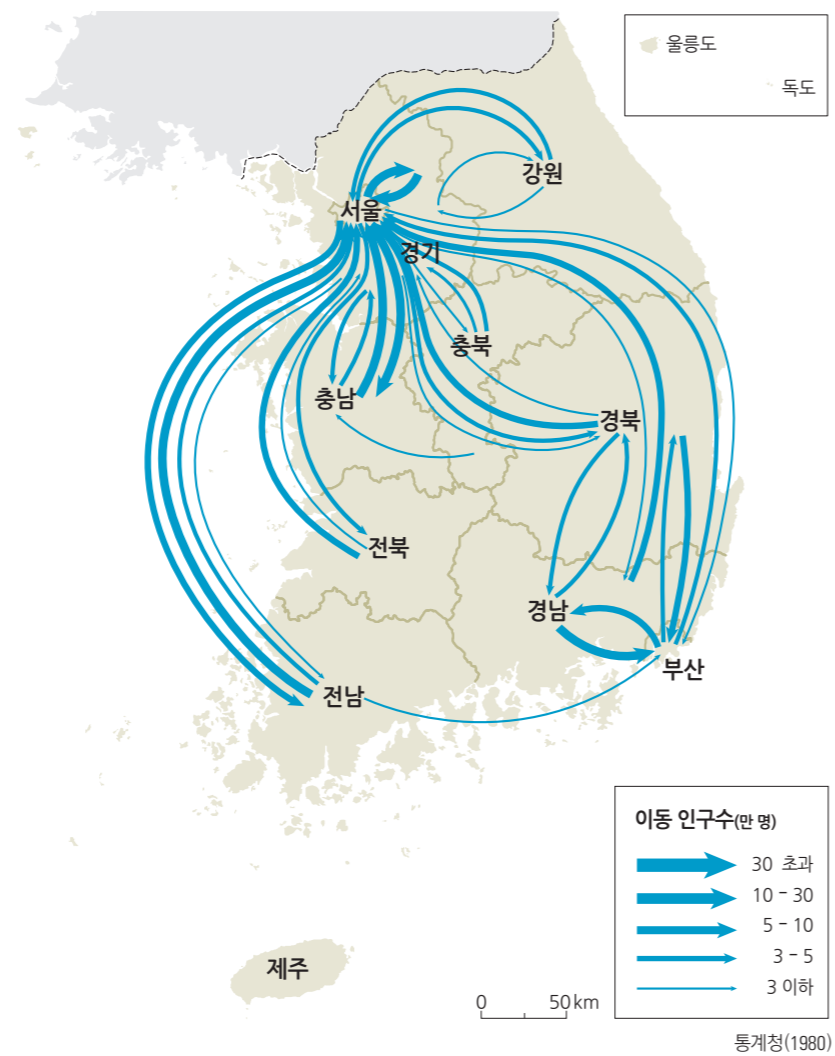 울릉도
독도
강원
서울
경기
충북
충남
경북
전북
경남
부산
전남
제주
이동 인구수(만 명)
30 초과
10 - 30
5 - 10
3 - 5
3 이하
0 50 km
통계청(1980)